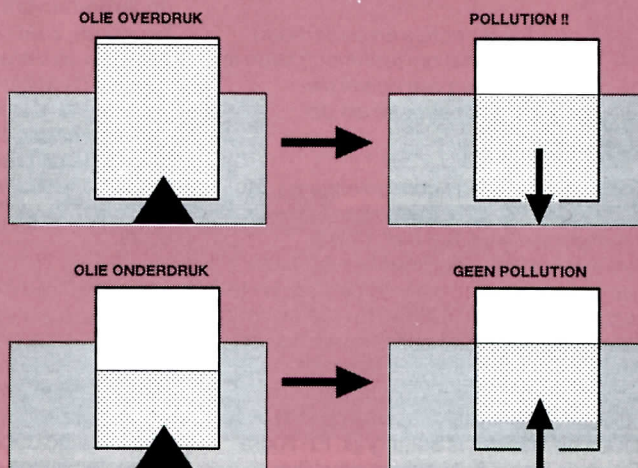 OLIE OVERDRUK
POLLUTION !!
OLIE ONDERDRUK
GEEN POLLUTION